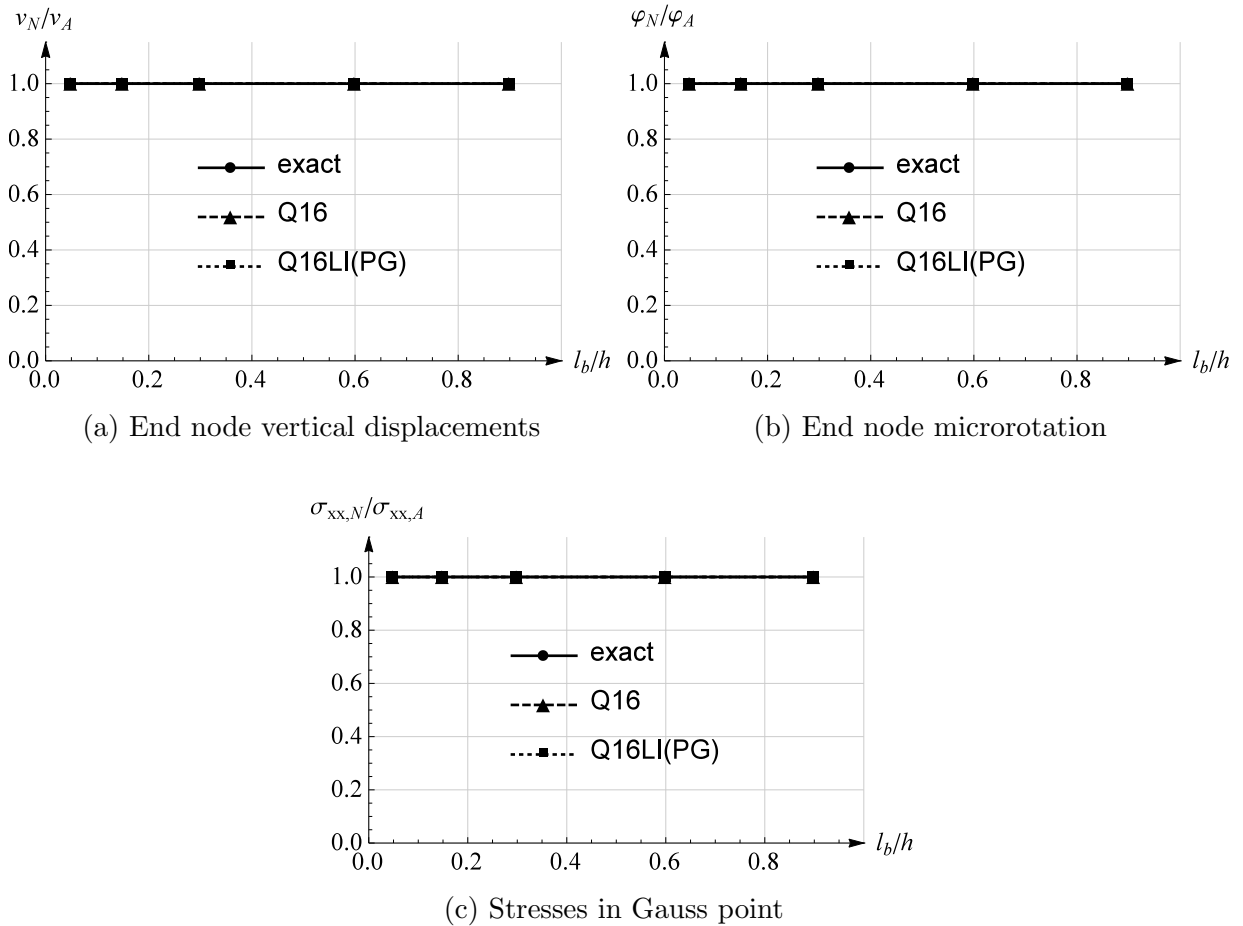 v_N/v_A
1.0
0.8
0.6
0.4
0.2
0.0
exact
Q16
Q16LI(PG)
0.0 0.2 0.4 0.6 0.8
l_b/h
(a) End node vertical displacements
φ_N/φ_A
1.0
0.8
0.6
0.4
0.2
0.0
exact
Q16
Q16LI(PG)
0.0 0.2 0.4 0.6 0.8
l_b/h
(b) End node microrotation
σ_xx,N/σ_xx,A
1.0
0.8
0.6
0.4
0.2
0.0
exact
Q16
Q16LI(PG)
0.0 0.2 0.4 0.6 0.8
l_b/h
(c) Stresses in Gauss point